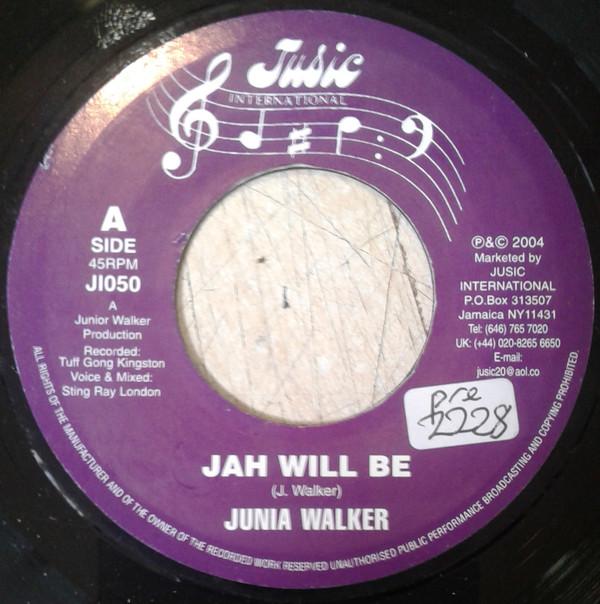 Jusic
INTERNATIONAL
A
SIDE
45RPM
JI050
A
Junior Walker
Production
Recorded:
Tuff Gong Kingston
Voice & Mixed:
Sting Ray London
℗&© 2004
Marketed by
JUSIC
INTERNATIONAL
P.O.Box 313507
Jamaica NY11431
Tel: (646) 765 7020
UK: (+44) 020-8265 6650
E-mail:
jusic20@aol.co
pre
2228
JAH WILL BE
(J. Walker)
JUNIA WALKER
ALL RIGHTS OF THE MANUFACTURER AND OF THE OWNER OF THE RECORDED WORK RESERVED UNAUTHORISED PUBLIC PERFORMANCE BROADCASTING AND COPYING PROHIBITED.